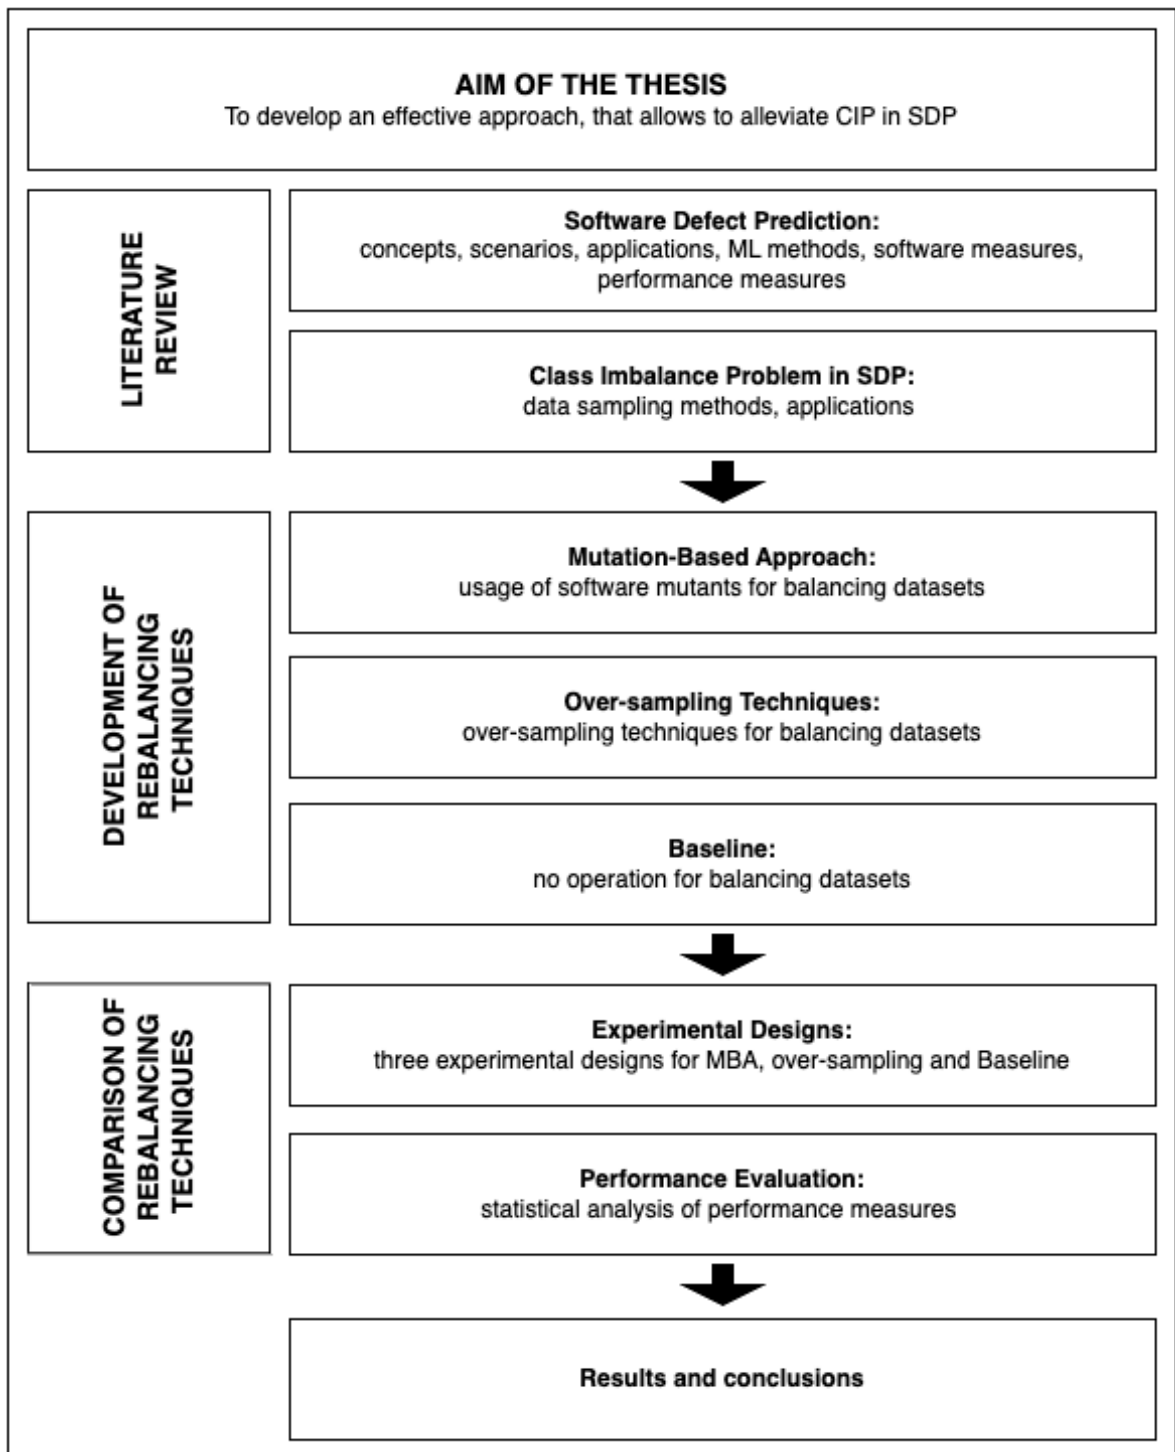 AIM OF THE THESIS
To develop an effective approach, that allows to alleviate CIP in SDP
LITERATURE
REVIEW
Software Defect Prediction:
concepts, scenarios, applications, ML methods, software measures,
performance measures
Class Imbalance Problem in SDP:
data sampling methods, applications
DEVELOPMENT OF
REBALANCING
TECHNIQUES
Mutation-Based Approach:
usage of software mutants for balancing datasets
Over-sampling Techniques:
over-sampling techniques for balancing datasets
Baseline:
no operation for balancing datasets
COMPARISON OF
REBALANCING
TECHNIQUES
Experimental Designs:
three experimental designs for MBA, over-sampling and Baseline
Performance Evaluation:
statistical analysis of performance measures
Results and conclusions